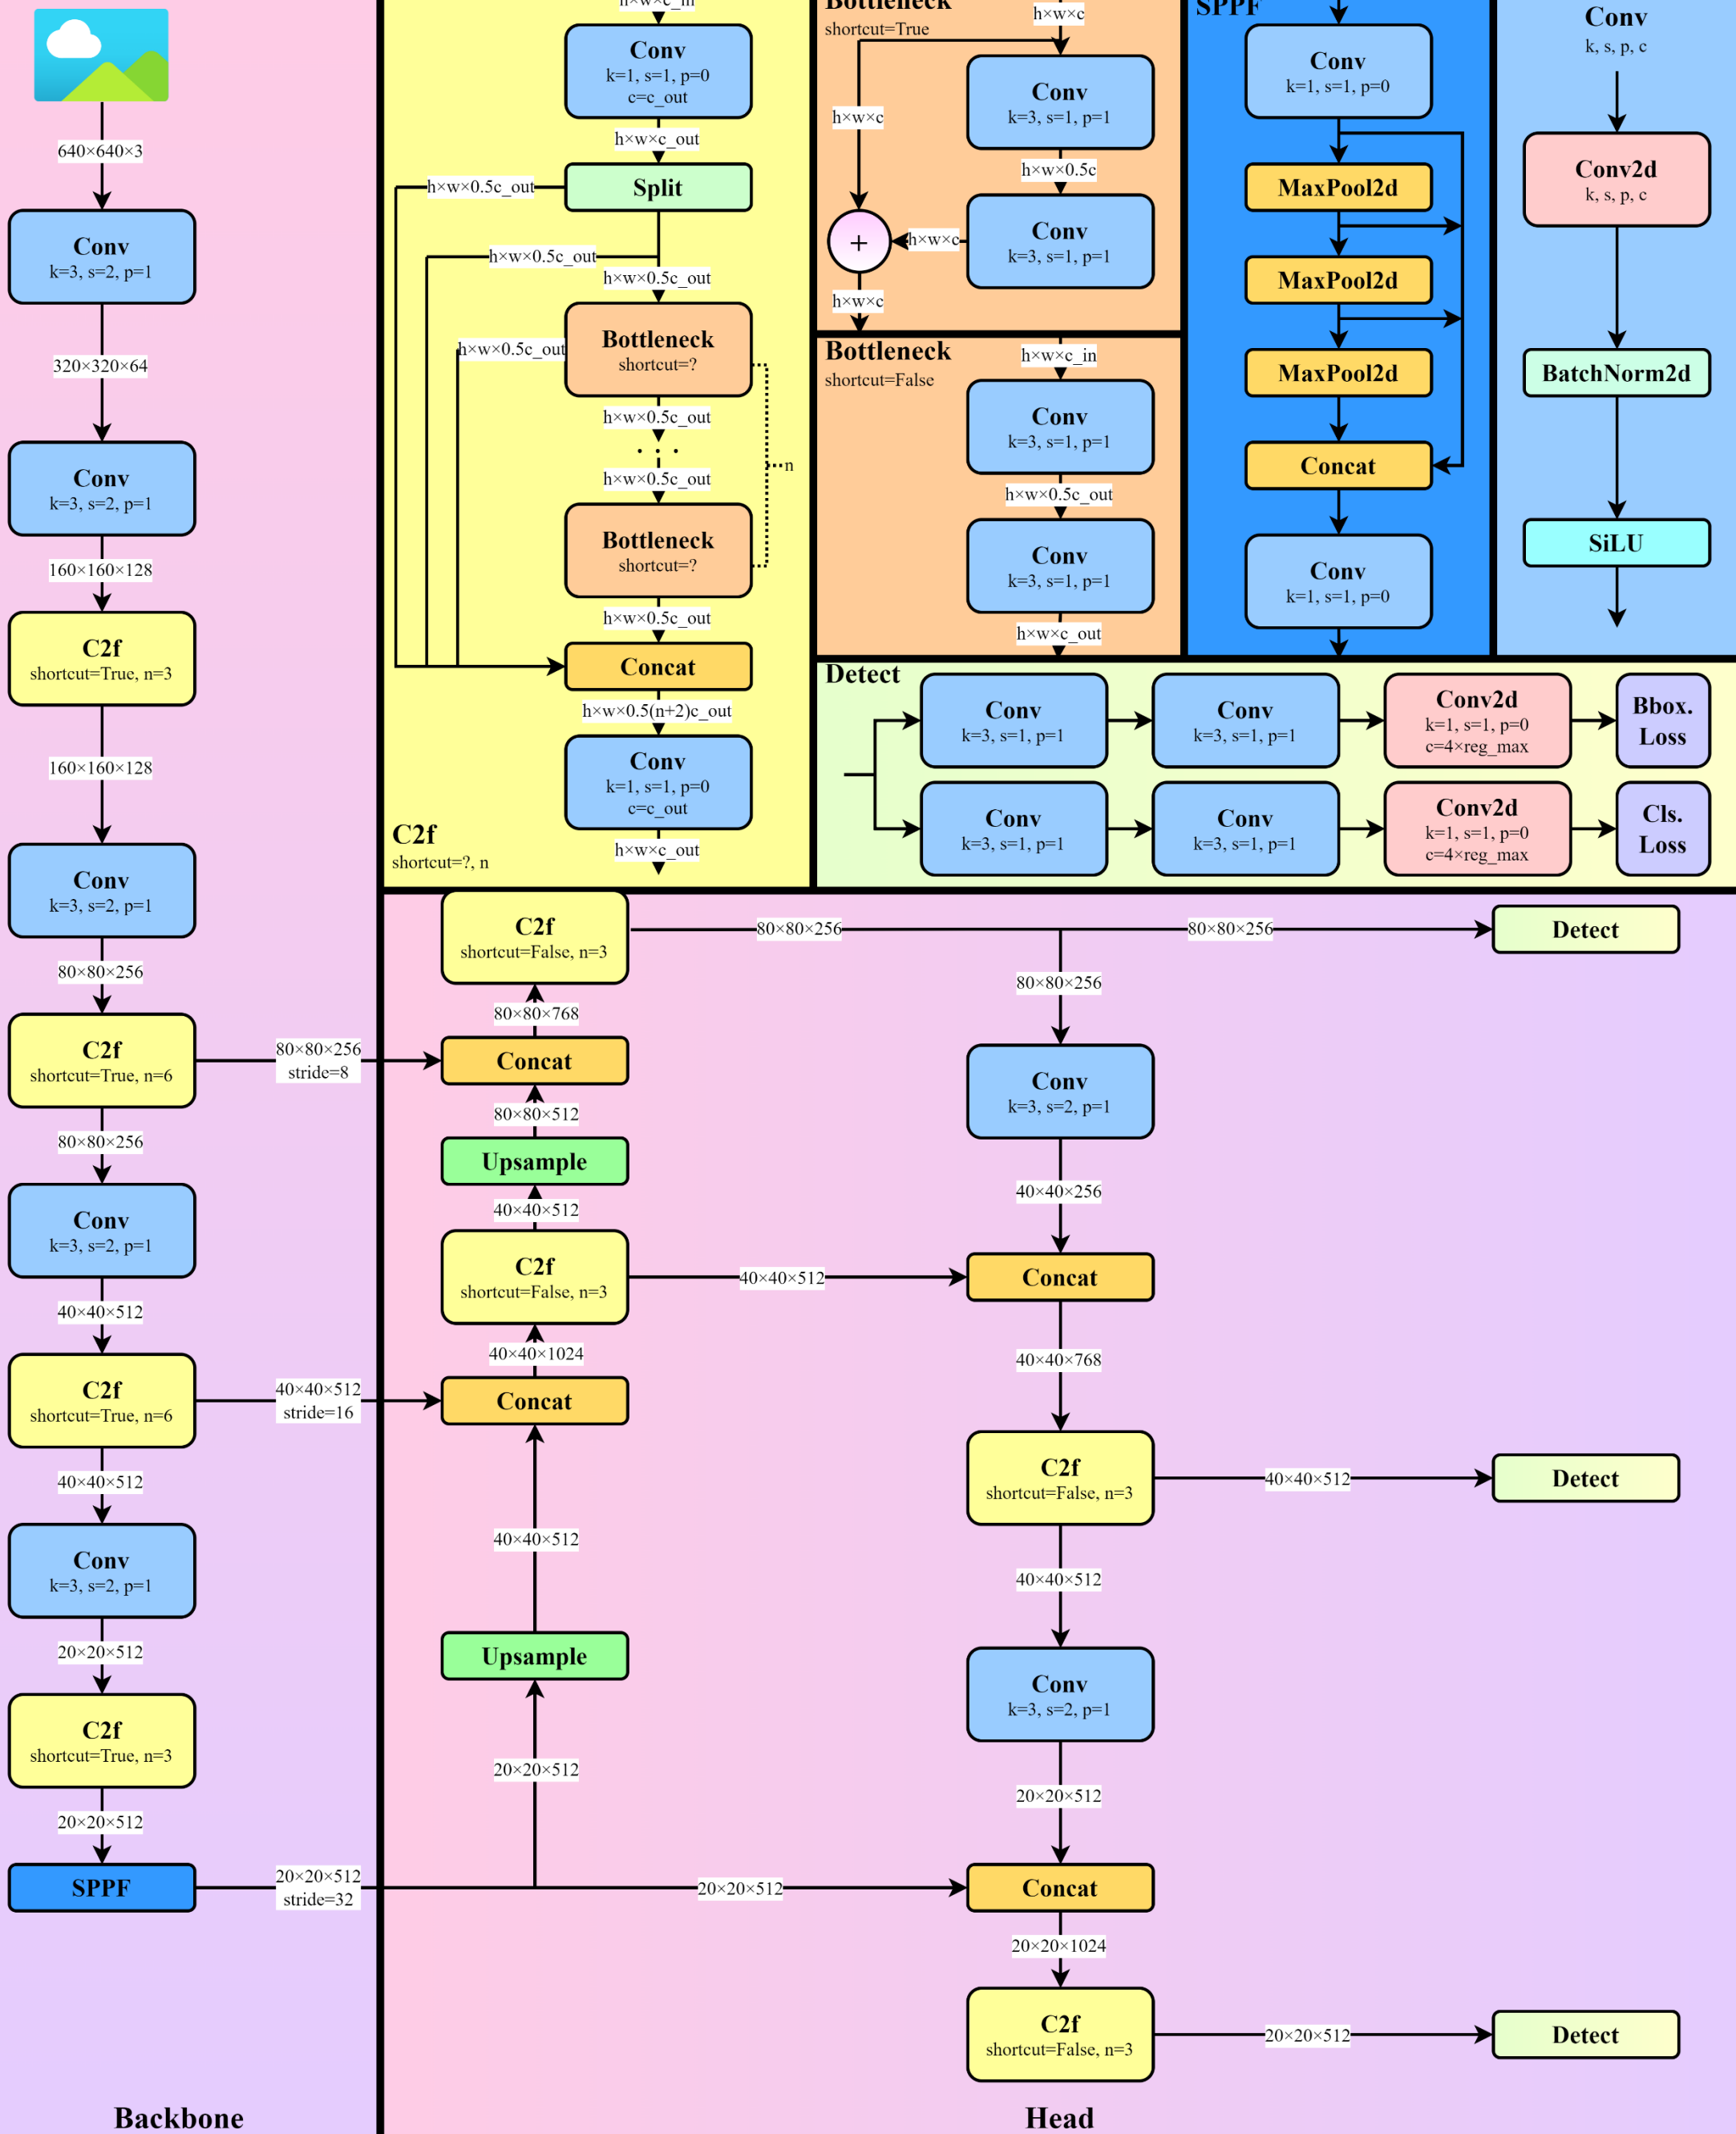 640×640×3
Conv
k=3, s=2, p=1
320×320×64
Conv
k=3, s=2, p=1
160×160×128
C2f
shortcut=True, n=3
160×160×128
Conv
k=3, s=2, p=1
80×80×256
C2f
shortcut=True, n=6
80×80×256
stride=8
80×80×256
Conv
k=3, s=2, p=1
40×40×512
C2f
shortcut=True, n=6
40×40×512
stride=16
40×40×512
Conv
k=3, s=2, p=1
20×20×512
C2f
shortcut=True, n=3
20×20×512
SPPF
20×20×512
stride=32
Backbone
h×w×c_in
Conv
k=1, s=1, p=0
c=c_out
h×w×c_out
Split
h×w×0.5c_out
h×w×0.5c_out
h×w×0.5c_out
Bottleneck
shortcut=?
h×w×0.5c_out
h×w×0.5c_out
. . .
n
h×w×0.5c_out
Bottleneck
shortcut=?
h×w×0.5c_out
Concat
h×w×0.5(n+2)c_out
Conv
k=1, s=1, p=0
c=c_out
h×w×c_out
C2f
shortcut=?, n
Bottleneck
shortcut=True
h×w×c
Conv
k=3, s=1, p=1
h×w×c
h×w×0.5c
Conv
k=3, s=1, p=1
+
h×w×c
h×w×c
Bottleneck
shortcut=False
h×w×c_in
Conv
k=3, s=1, p=1
h×w×0.5c_out
Conv
k=3, s=1, p=1
h×w×c_out
SPPF
Conv
k=1, s=1, p=0
MaxPool2d
MaxPool2d
MaxPool2d
Concat
Conv
k=1, s=1, p=0
Conv
k, s, p, c
Conv2d
k, s, p, c
BatchNorm2d
SiLU
Detect
Conv
k=3, s=1, p=1
Conv
k=3, s=1, p=1
Conv2d
k=1, s=1, p=0
c=4×reg_max
Bbox.
Loss
Conv
k=3, s=1, p=1
Conv
k=3, s=1, p=1
Conv2d
k=1, s=1, p=0
c=4×reg_max
Cls.
Loss
C2f
shortcut=False, n=3
80×80×256
80×80×256
Detect
80×80×768
80×80×256
Concat
80×80×512
Upsample
40×40×512
C2f
shortcut=False, n=3
40×40×512
40×40×1024
Concat
40×40×512
Upsample
20×20×512
20×20×512
Conv
k=3, s=2, p=1
40×40×256
Concat
40×40×768
C2f
shortcut=False, n=3
40×40×512
Detect
40×40×512
Conv
k=3, s=2, p=1
20×20×512
Concat
20×20×1024
C2f
shortcut=False, n=3
20×20×512
Detect
Head